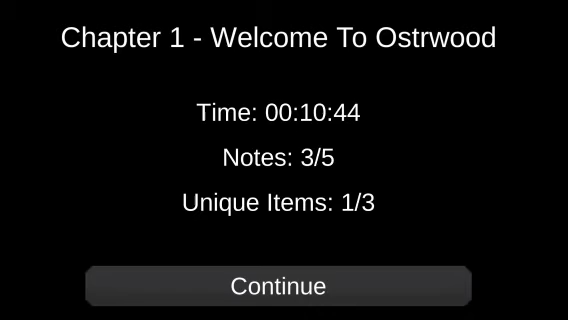 Chapter 1 - Welcome To Ostrwood
Time: 00:10:44
Notes: 3/5
Unique Items: 1/3
Continue